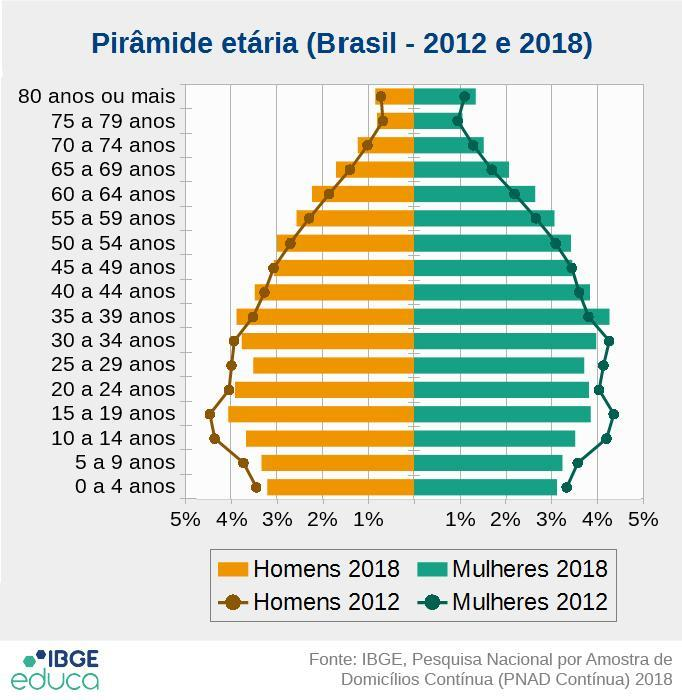 Pirâmide etária (Brasil - 2012 e 2018)
80 anos ou mais
75 a 79 anos
70 a 74 anos
65 a 69 anos
60 a 64 anos
55 a 59 anos
50 a 54 anos
45 a 49 anos
40 a 44 anos
35 a 39 anos
30 a 34 anos
25 a 29 anos
20 a 24 anos
15 a 19 anos
10 a 14 anos
5 a 9 anos
0 a 4 anos
5% 4% 3% 2% 1% 1% 2% 3% 4% 5%
Homens 2018 Mulheres 2018
Homens 2012 Mulheres 2012
IBGE
educa
Fonte: IBGE, Pesquisa Nacional por Amostra de
Domicílios Contínua (PNAD Contínua) 2018